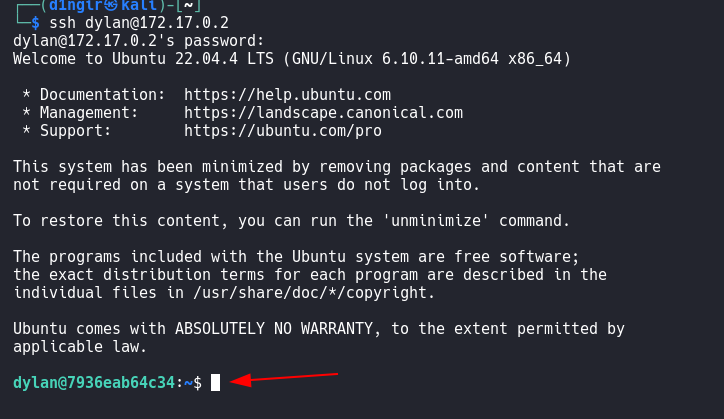 ┌──(dingir㉿kali)-[~]
└─$ ssh dylan@172.17.0.2
dylan@172.17.0.2's password:
Welcome to Ubuntu 22.04.4 LTS (GNU/Linux 6.10.11-amd64 x86_64)
* Documentation:  https://help.ubuntu.com
* Management:     https://landscape.canonical.com
* Support:        https://ubuntu.com/pro
This system has been minimized by removing packages and content that are
not required on a system that users do not log into.
To restore this content, you can run the 'unminimize' command.
The programs included with the Ubuntu system are free software;
the exact distribution terms for each program are described in the
individual files in /usr/share/doc/*/copyright.
Ubuntu comes with ABSOLUTELY NO WARRANTY, to the extent permitted by
applicable law.
dylan@7936eab64c34:~$